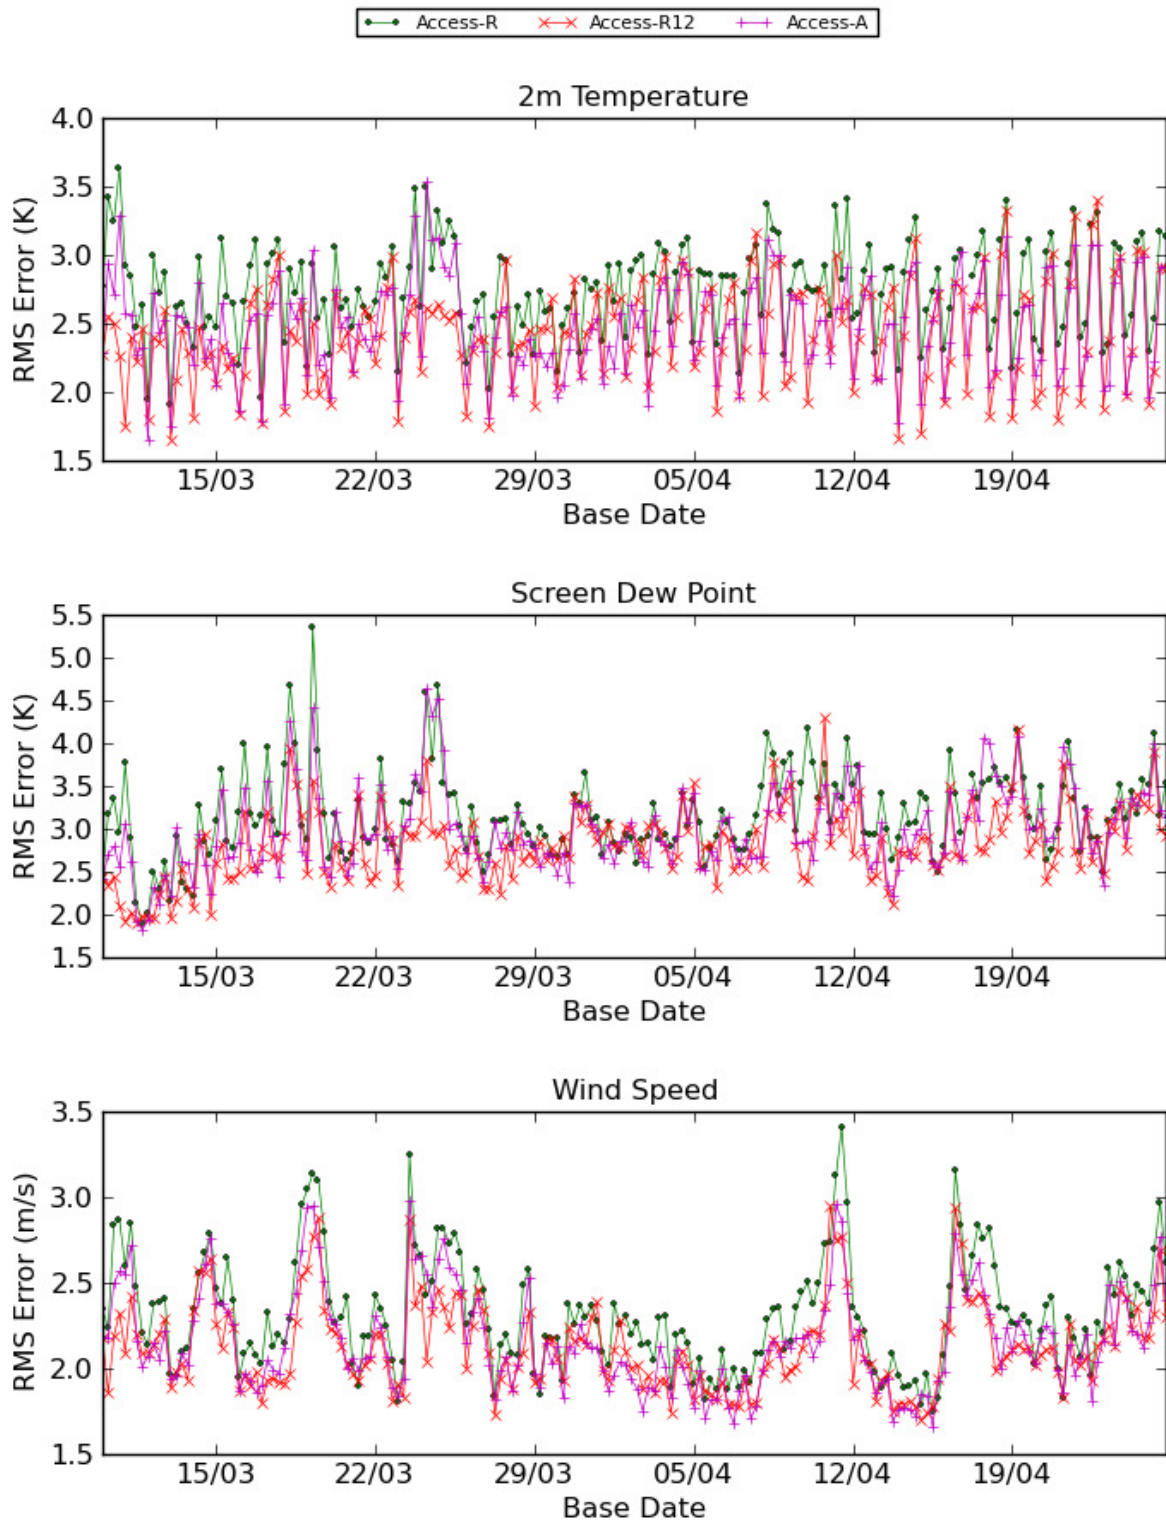 Access-R Access-R12 Access-A
2m Temperature
4.0
3.5
3.0
2.5
2.0
1.5
RMS Error (K)
15/03 22/03 29/03 05/04 12/04 19/04
Base Date
Screen Dew Point
5.5
5.0
4.5
4.0
3.5
3.0
2.5
2.0
1.5
RMS Error (K)
15/03 22/03 29/03 05/04 12/04 19/04
Base Date
Wind Speed
3.5
3.0
2.5
2.0
1.5
RMS Error (m/s)
15/03 22/03 29/03 05/04 12/04 19/04
Base Date